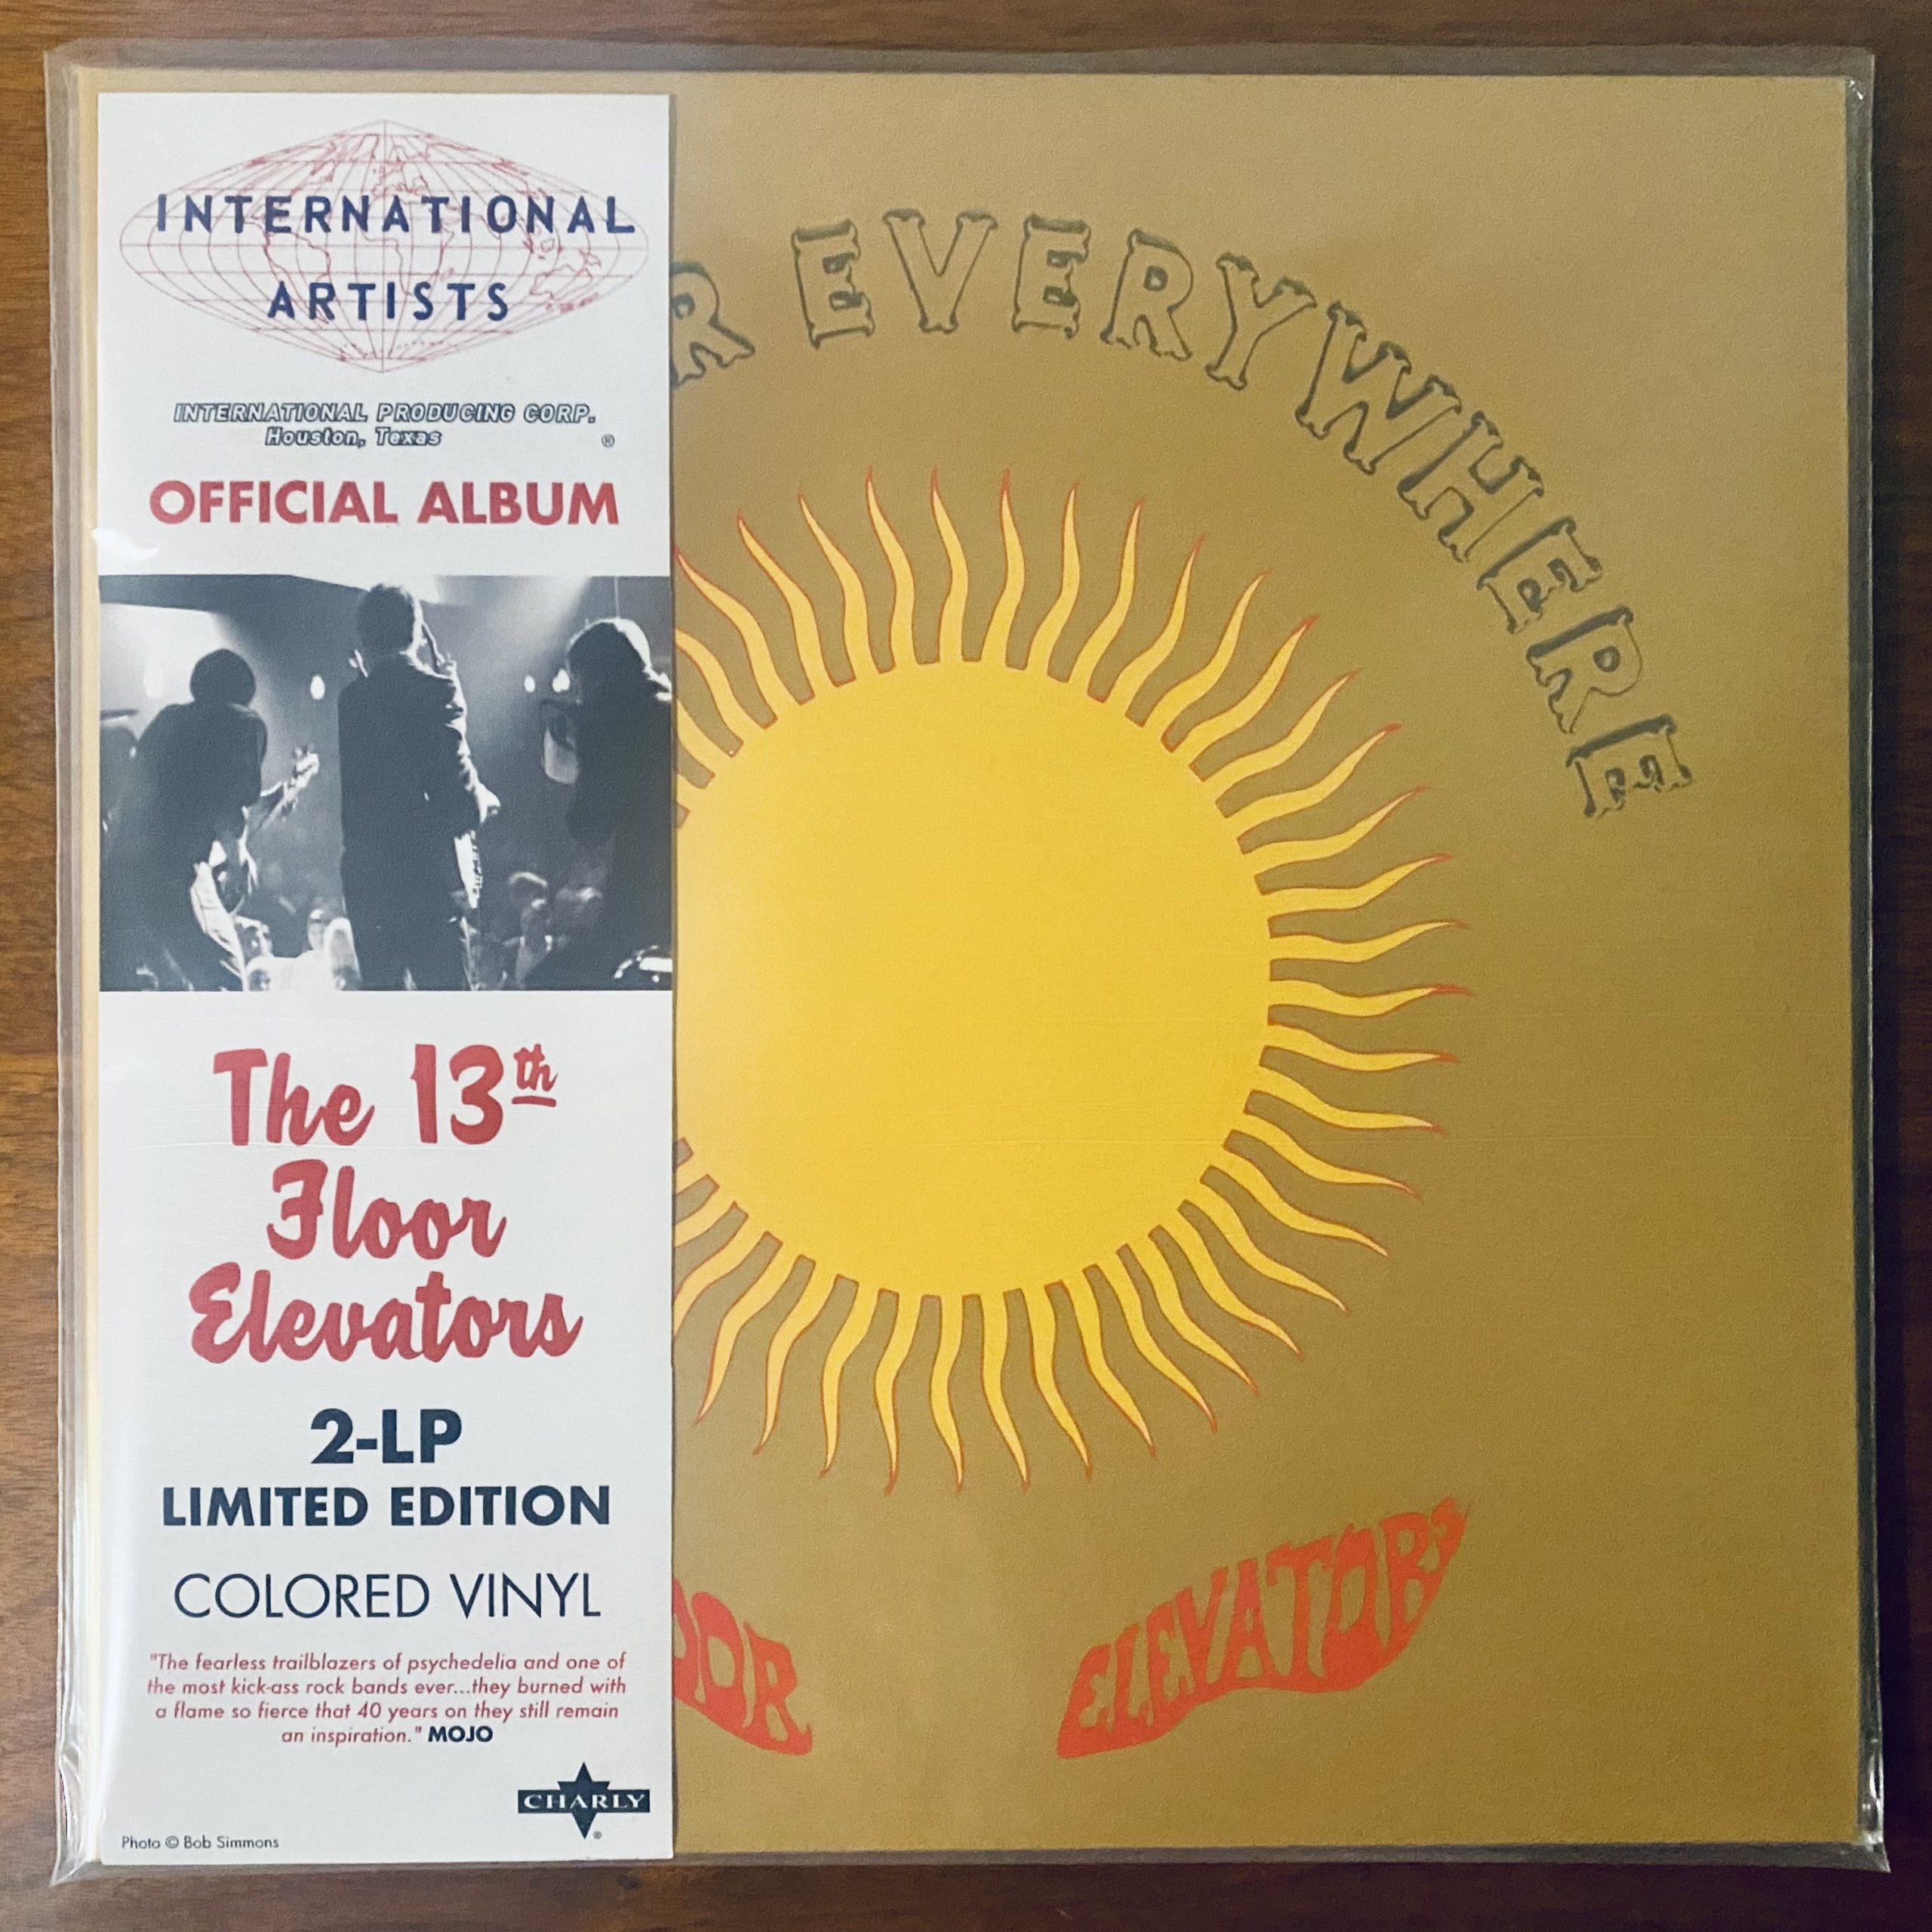 INTERNATIONAL
ARTISTS
INTERNATIONAL PRODUCING CORP.
Houston, Texas ®
OFFICIAL ALBUM
The 13th
Floor
Elevators
2-LP
LIMITED EDITION
COLORED VINYL
"The fearless trailblazers of psychedelia and one of
the most kick-ass rock bands ever...they burned with
a flame so fierce that 40 years on they still remain
an inspiration." MOJO
CHARLY
®
Photo © Bob Simmons
R EVERYWHERE
OOR ELEVATORS